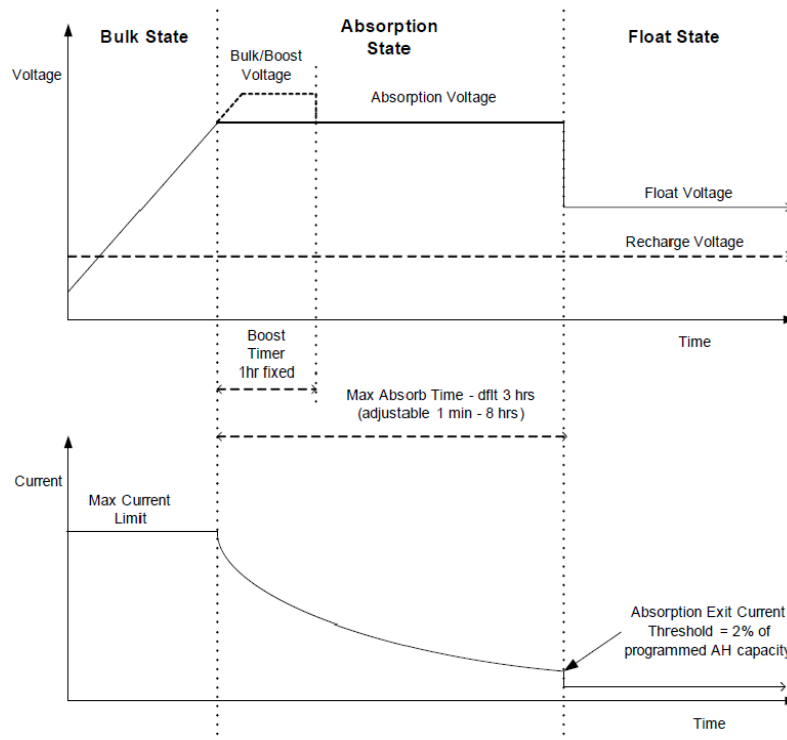 Bulk State
Absorption
State
Float State
Voltage
Bulk/Boost
Voltage
Absorption Voltage
Float Voltage
Recharge Voltage
Time
Boost
Timer
1hr fixed
Max Absorb Time - dflt 3 hrs
(adjustable 1 min - 8 hrs)
Current
Max Current
Limit
Absorption Exit Current
Threshold = 2% of
programmed AH capacity
Time